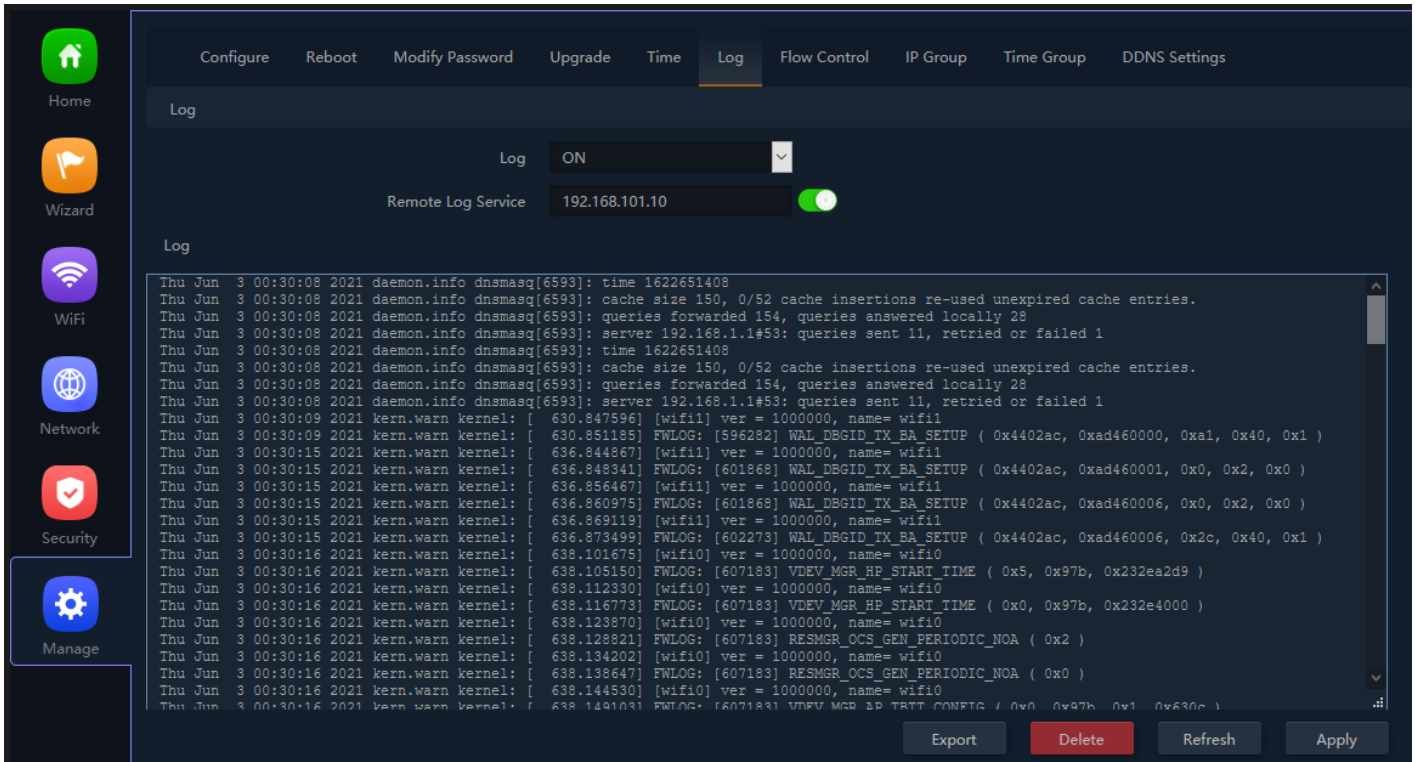 Home
Wizard
WiFi
Network
Security
Manage
Configure Reboot Modify Password Upgrade Time Log Flow Control IP Group Time Group DDNS Settings
Log
Log ON
Remote Log Service 192.168.101.10
Log
Thu Jun  3 00:30:08 2021 daemon.info dnsmasq[6593]: time 1622651408
Thu Jun  3 00:30:08 2021 daemon.info dnsmasq[6593]: cache size 150, 0/52 cache insertions re-used unexpired cache entries.
Thu Jun  3 00:30:08 2021 daemon.info dnsmasq[6593]: queries forwarded 154, queries answered locally 28
Thu Jun  3 00:30:08 2021 daemon.info dnsmasq[6593]: server 192.168.1.1#53: queries sent 11, retried or failed 1
Thu Jun  3 00:30:08 2021 daemon.info dnsmasq[6593]: time 1622651408
Thu Jun  3 00:30:08 2021 daemon.info dnsmasq[6593]: cache size 150, 0/52 cache insertions re-used unexpired cache entries.
Thu Jun  3 00:30:08 2021 daemon.info dnsmasq[6593]: queries forwarded 154, queries answered locally 28
Thu Jun  3 00:30:08 2021 daemon.info dnsmasq[6593]: server 192.168.1.1#53: queries sent 11, retried or failed 1
Thu Jun  3 00:30:09 2021 kern.warn kernel: [  630.847596] [wifi1] ver = 1000000, name= wifi1
Thu Jun  3 00:30:09 2021 kern.warn kernel: [  630.851185] FWLOG: [596282] WAL_DBGID_TX_BA_SETUP ( 0x4402ac, 0xad460000, 0xa1, 0x40, 0x1 )
Thu Jun  3 00:30:15 2021 kern.warn kernel: [  636.844867] [wifi1] ver = 1000000, name= wifi1
Thu Jun  3 00:30:15 2021 kern.warn kernel: [  636.848341] FWLOG: [601868] WAL_DBGID_TX_BA_SETUP ( 0x4402ac, 0xad460001, 0x0, 0x2, 0x0 )
Thu Jun  3 00:30:15 2021 kern.warn kernel: [  636.856467] [wifi1] ver = 1000000, name= wifi1
Thu Jun  3 00:30:15 2021 kern.warn kernel: [  636.860975] FWLOG: [601868] WAL_DBGID_TX_BA_SETUP ( 0x4402ac, 0xad460006, 0x0, 0x2, 0x0 )
Thu Jun  3 00:30:15 2021 kern.warn kernel: [  636.869119] [wifi1] ver = 1000000, name= wifi1
Thu Jun  3 00:30:15 2021 kern.warn kernel: [  636.873499] FWLOG: [602273] WAL_DBGID_TX_BA_SETUP ( 0x4402ac, 0xad460006, 0x2c, 0x40, 0x1 )
Thu Jun  3 00:30:16 2021 kern.warn kernel: [  638.101675] [wifi0] ver = 1000000, name= wifi0
Thu Jun  3 00:30:16 2021 kern.warn kernel: [  638.105150] FWLOG: [607183] VDEV_MGR_HP_START_TIME ( 0x5, 0x97b, 0x232ea2d9 )
Thu Jun  3 00:30:16 2021 kern.warn kernel: [  638.112330] [wifi0] ver = 1000000, name= wifi0
Thu Jun  3 00:30:16 2021 kern.warn kernel: [  638.116773] FWLOG: [607183] VDEV_MGR_HP_START_TIME ( 0x0, 0x97b, 0x232e4000 )
Thu Jun  3 00:30:16 2021 kern.warn kernel: [  638.123870] [wifi0] ver = 1000000, name= wifi0
Thu Jun  3 00:30:16 2021 kern.warn kernel: [  638.128821] FWLOG: [607183] RESMGR_OCS_GEN_PERIODIC_NOA ( 0x2 )
Thu Jun  3 00:30:16 2021 kern.warn kernel: [  638.134202] [wifi0] ver = 1000000, name= wifi0
Thu Jun  3 00:30:16 2021 kern.warn kernel: [  638.138647] FWLOG: [607183] RESMGR_OCS_GEN_PERIODIC_NOA ( 0x0 )
Thu Jun  3 00:30:16 2021 kern.warn kernel: [  638.144530] [wifi0] ver = 1000000, name= wifi0
Thu Jun  3 00:30:16 2021 kern.warn kernel: [  638.149103] FWLOG: [607183] VDEV_MGR_AP_TBTT_CONFIG ( 0x0, 0x97b, 0x1, 0x630c )
Export Delete Refresh Apply